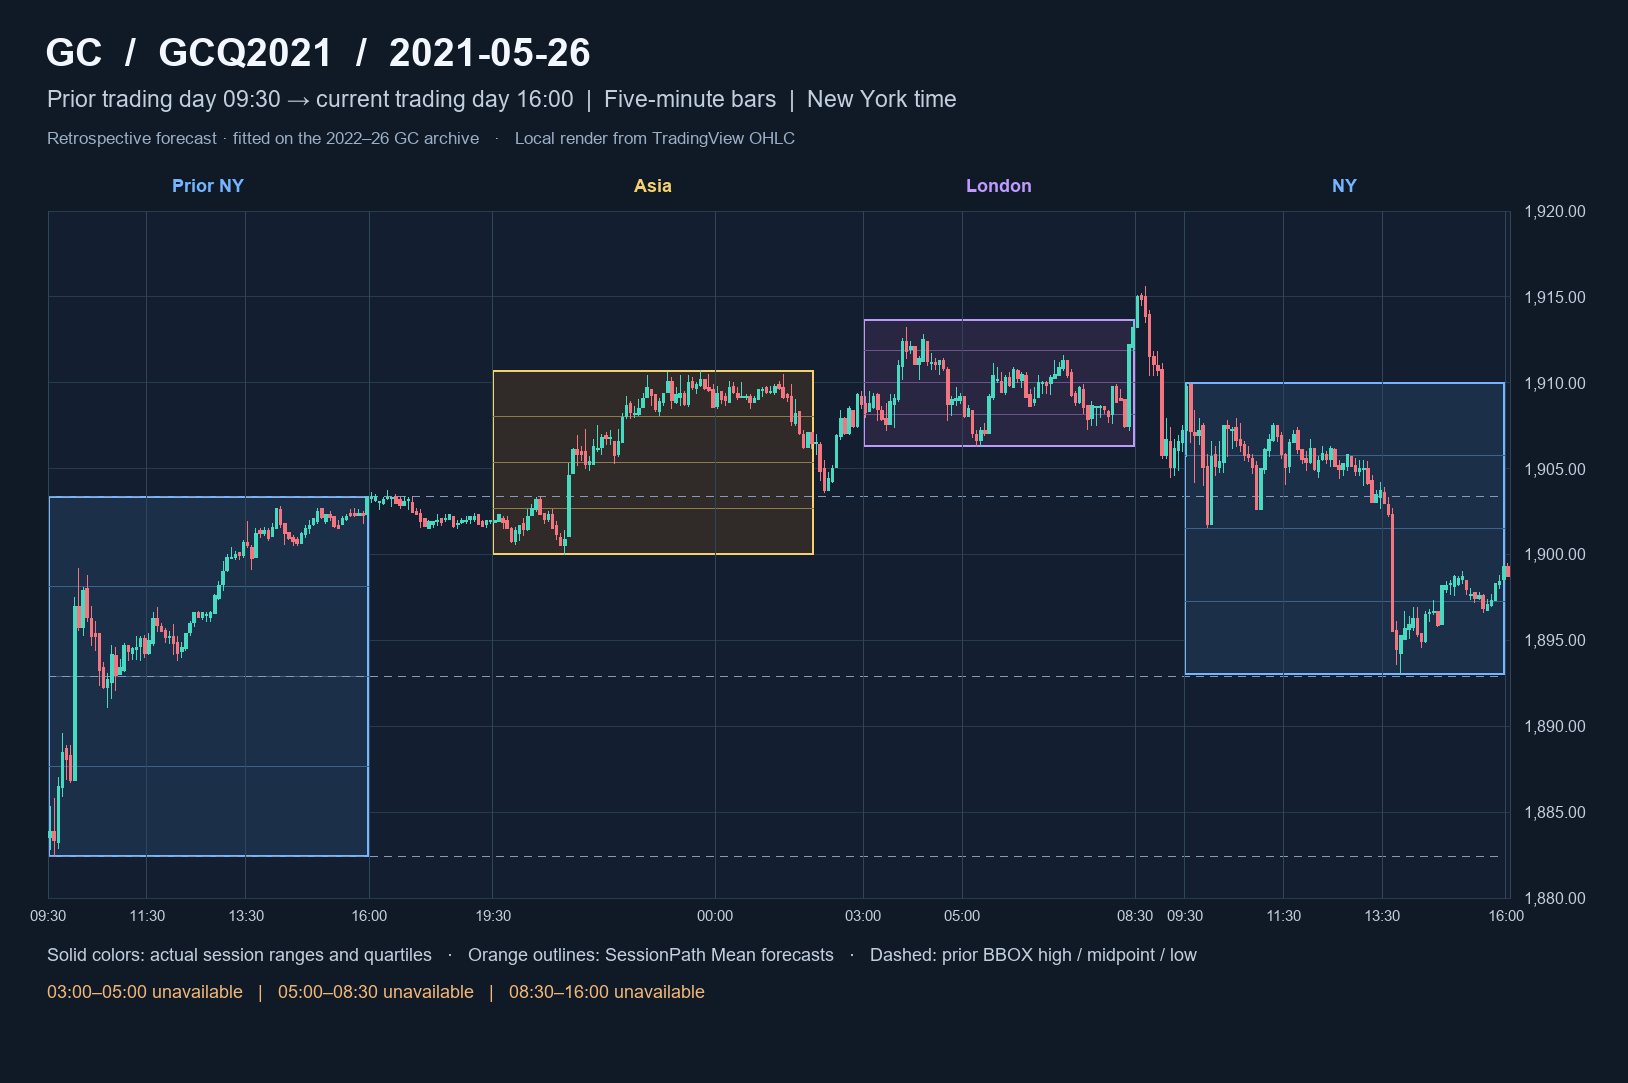 GC / GCQ2021 / 2021-05-26
Prior trading day 09:30 → current trading day 16:00 | Five-minute bars | New York time
Retrospective forecast · fitted on the 2022–26 GC archive · Local render from TradingView OHLC
Prior NY Asia London NY
1,920.00
1,915.00
1,910.00
1,905.00
1,900.00
1,895.00
1,890.00
1,885.00
1,880.00
09:30 11:30 13:30 16:00 19:30 00:00 03:00 05:00 08:30 09:30 11:30 13:30 16:00
Solid colors: actual session ranges and quartiles · Orange outlines: SessionPath Mean forecasts · Dashed: prior BBOX high / midpoint / low
03:00–05:00 unavailable | 05:00–08:30 unavailable | 08:30–16:00 unavailable